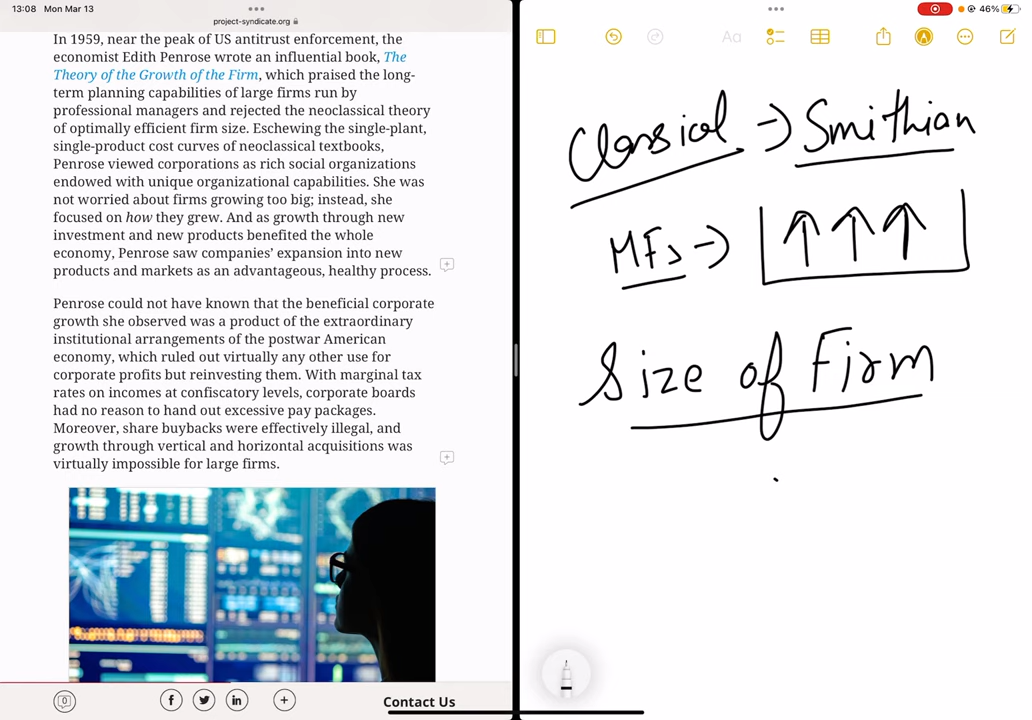 13:08 Mon Mar 13
46%
project-syndicate.org
In 1959, near the peak of US antitrust enforcement, the
economist Edith Penrose wrote an influential book, The
Theory of the Growth of the Firm, which praised the long-
term planning capabilities of large firms run by
professional managers and rejected the neoclassical theory
of optimally efficient firm size. Eschewing the single-plant,
single-product cost curves of neoclassical textbooks,
Penrose viewed corporations as rich social organizations
endowed with unique organizational capabilities. She was
not worried about firms growing too big; instead, she
focused on how they grew. And as growth through new
investment and new products benefited the whole
economy, Penrose saw companies’ expansion into new
products and markets as an advantageous, healthy process.
Penrose could not have known that the beneficial corporate
growth she observed was a product of the extraordinary
institutional arrangements of the postwar American
economy, which ruled out virtually any other use for
corporate profits but reinvesting them. With marginal tax
rates on incomes at confiscatory levels, corporate boards
had no reason to hand out excessive pay packages.
Moreover, share buybacks were effectively illegal, and
growth through vertical and horizontal acquisitions was
virtually impossible for large firms.
0
Contact Us
Aa
Classical → Smithian
MFs → ↑ ↑ ↑
Size of Firm